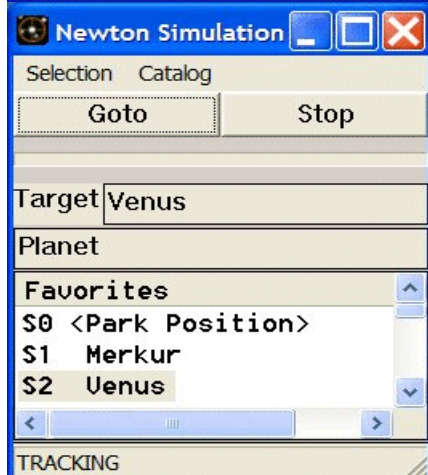 Newton Simulation
Selection Catalog
Goto Stop
Target Venus
Planet
Favorites
S0 <Park Position>
S1 Merkur
S2 Venus
TRACKING